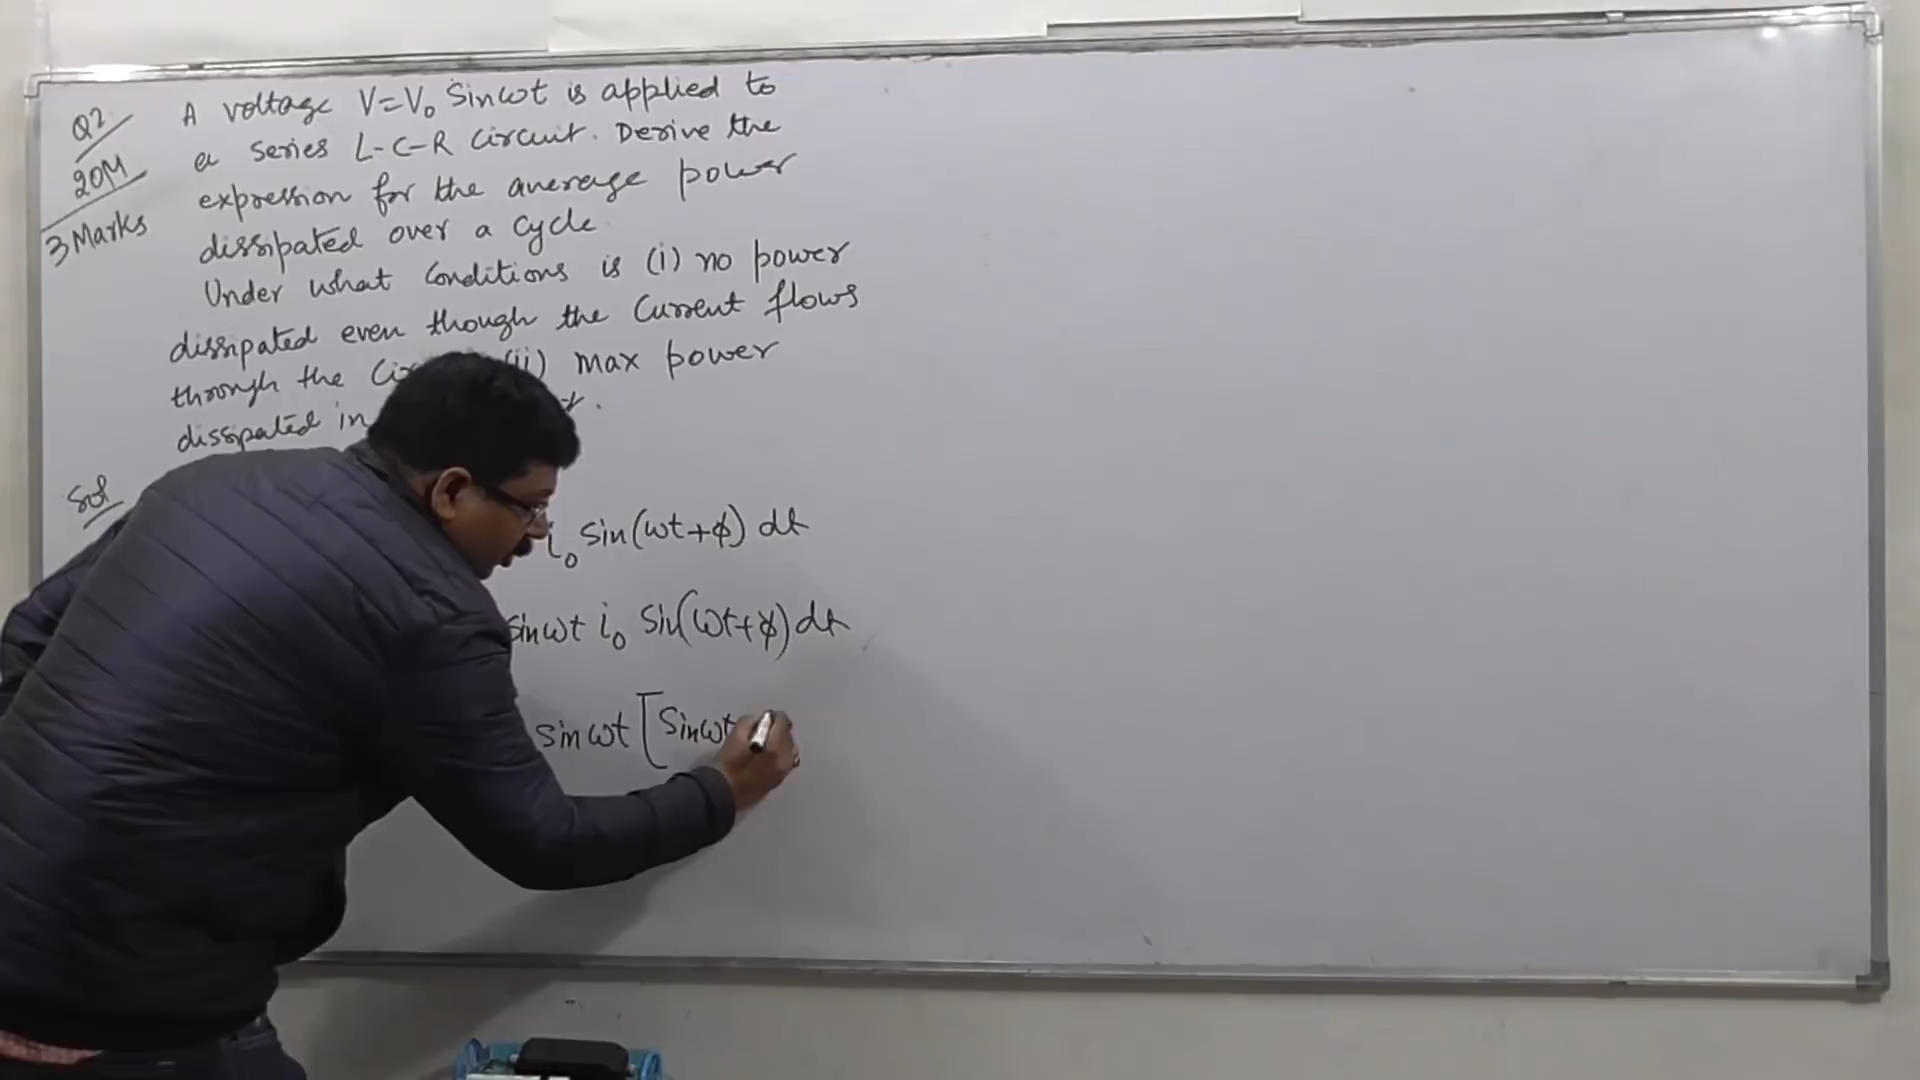 Q2
20M
3 Marks
A voltage V=V₀ Sinωt is applied to
a series L-C-R circuit. Derive the
expression for the average power
dissipated over a cycle.
Under what Conditions is (i) no power
dissipated even though the Current flows
through the (ii) max power
dissipated in
Sol
i₀ sin(ωt+ϕ) dt
sinωt i₀ sin(ωt+ϕ) dt
sin ωt [Sinωt